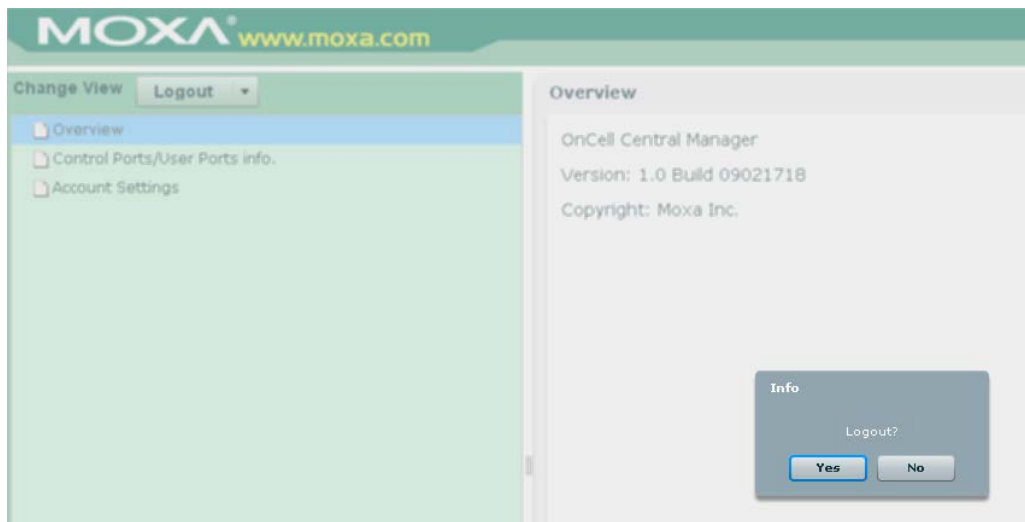 MOXA® www.moxa.com
Change View Logout
Overview
Control Ports/User Ports info.
Account Settings
Overview
OnCell Central Manager
Version: 1.0 Build 09021718
Copyright: Moxa Inc.
Info
Logout?
Yes No